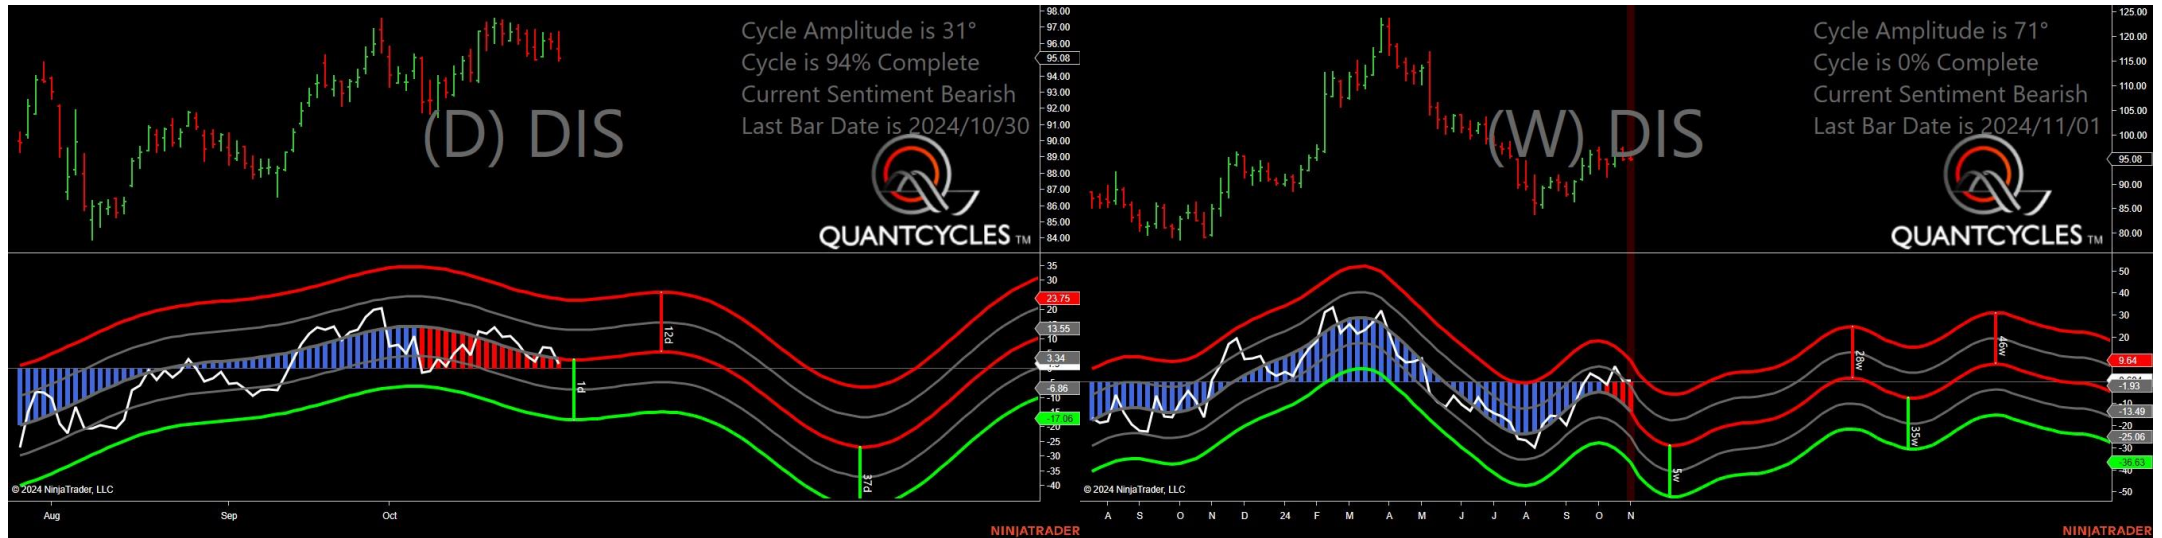 Cycle Amplitude is 31°
Cycle is 94% Complete
Current Sentiment Bearish
Last Bar Date is 2024/10/30
(D) DIS
QUANTCYCLES TM
98.00
97.00
96.00
95.08
94.00
93.00
92.00
91.00
90.00
89.00
88.00
87.00
86.00
85.00
84.00
35
30
23.75
20
13.55
10
3.34
-6.86
-10
-17.06
-20
-25
-30
-35
-40
12d
1d
37d
© 2024 NinjaTrader, LLC
Aug Sep Oct
NINJATRADER
Cycle Amplitude is 71°
Cycle is 0% Complete
Current Sentiment Bearish
Last Bar Date is 2024/11/01
(W) DIS
QUANTCYCLES TM
125.00
120.00
115.00
110.00
105.00
100.00
95.08
90.00
85.00
80.00
50
40
30
20
9.64
-1.93
-13.49
-20
-25.06
-30
-36.63
-40
-50
28w
46w
35w
5w
© 2024 NinjaTrader, LLC
A S O N D 24 F M A M J J A S O N
NINJATRADER